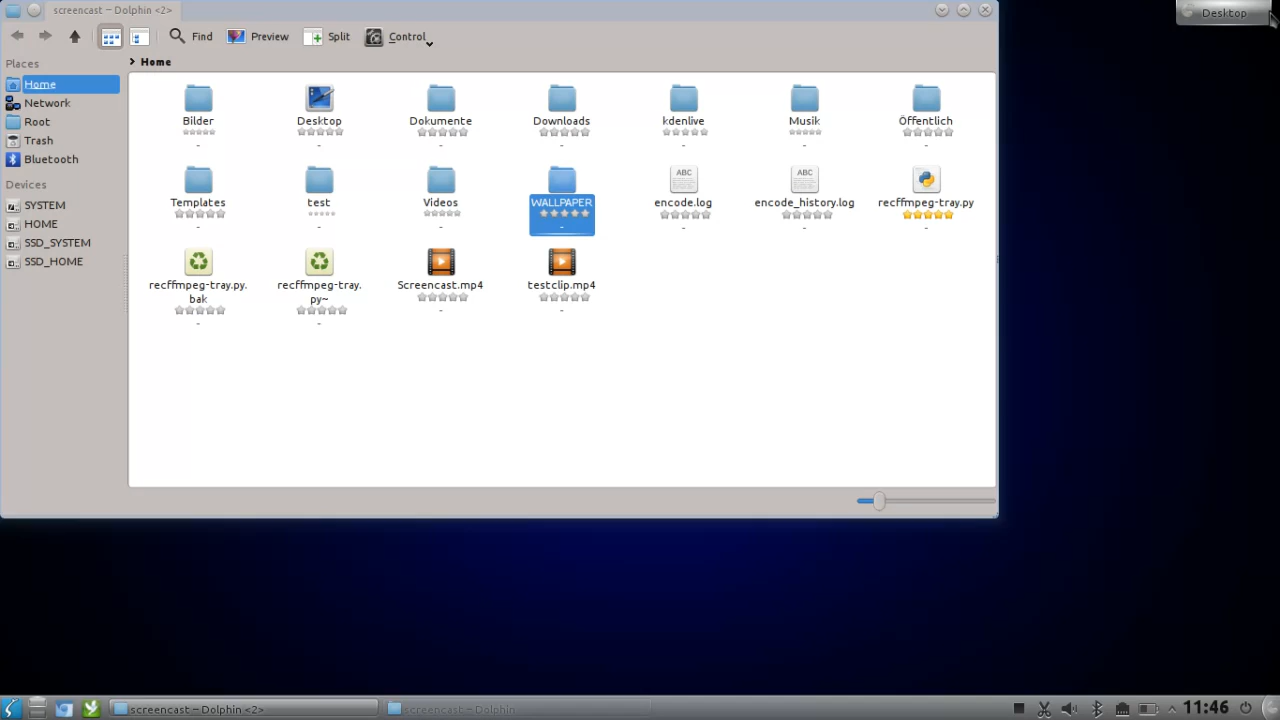 screencast – Dolphin <2>
Desktop
Find
Preview
Split
Control
Places
Home
Home
Network
Root
Trash
Bluetooth
Devices
SYSTEM
HOME
SSD_SYSTEM
SSD_HOME
Bilder
Desktop
Dokumente
Downloads
kdenlive
Musik
Öffentlich
-
-
-
-
-
-
-
Templates
test
Videos
WALLPAPER
encode.log
encode_history.log
recffmpeg-tray.py
ABC
ABC
-
-
-
-
-
-
-
recffmpeg-tray.py.
bak
recffmpeg-tray.
py~
Screencast.mp4
testclip.mp4
-
-
-
-
screencast – Dolphin <2>
screencast – Dolphin
11:46